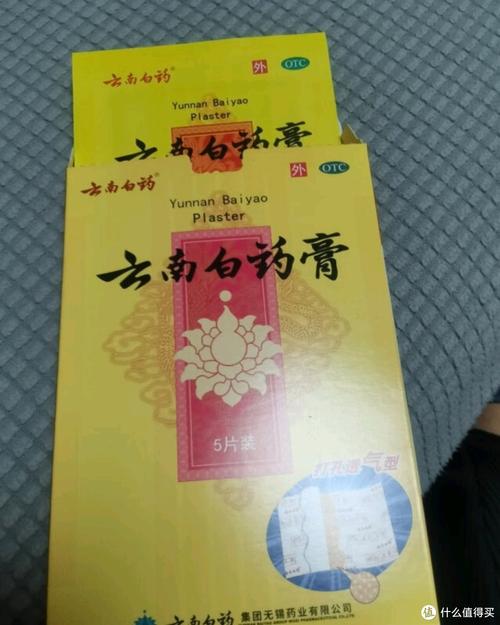 云南白药®
外 OTC
Yunnan Baiyao
Plaster
云南白药膏
云南白药®
外 OTC
Yunnan Baiyao
Plaster
云南白药膏
5片装
打孔透气型
云南白药 集团无锡药业有限公司
值 什么值得买